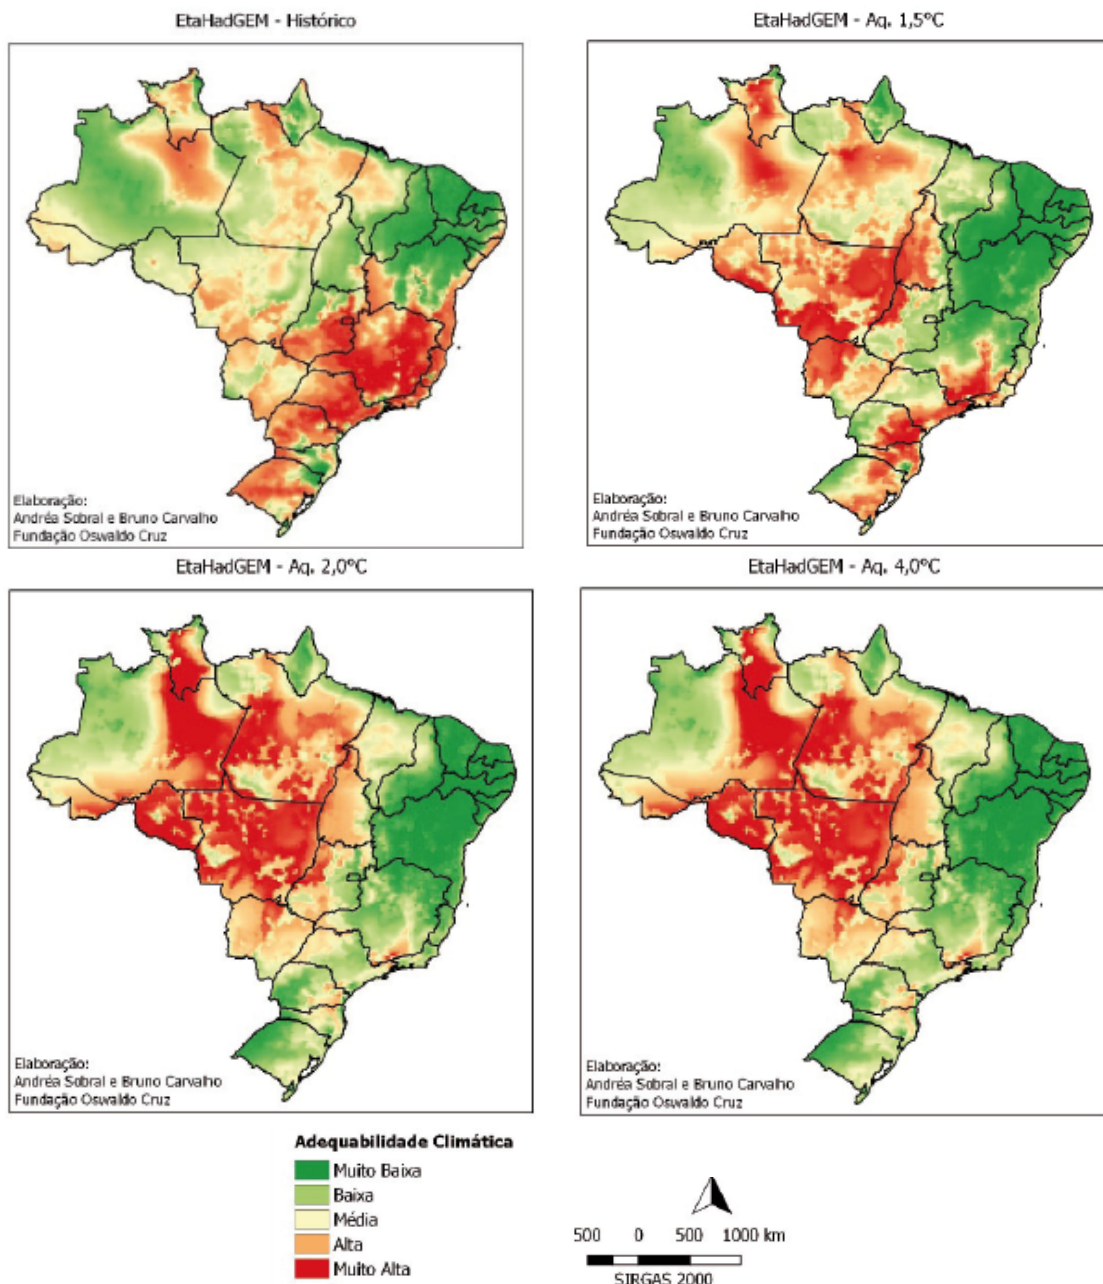 EtaHadGEM - Histórico
EtaHadGEM - Aq. 1,5°C
Elaboração:
Andréa Sobral e Bruno Carvalho
Fundação Oswaldo Cruz
Elaboração:
Andréa Sobral e Bruno Carvalho
Fundação Oswaldo Cruz
EtaHadGEM - Aq. 2,0°C
EtaHadGEM - Aq. 4,0°C
Elaboração:
Andréa Sobral e Bruno Carvalho
Fundação Oswaldo Cruz
Elaboração:
Andréa Sobral e Bruno Carvalho
Fundação Oswaldo Cruz
Adequabilidade Climática
Muito Baixa
Baixa
Média
Alta
Muito Alta
500 0 500 1000 km
SIRGAS 2000